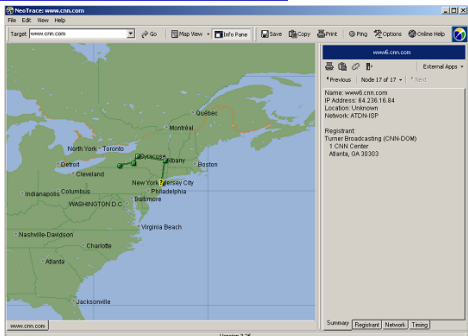 NeoTrace: www.cnn.com
File Edit View Help
Target www.cnn.com Go Map View Info Pane Save Copy Print Ping Options Online Help
www6.cnn.com
External Apps
Previous Node 17 of 17 Next
Name: www6.cnn.com
IP Address: 64.236.16.84
Location: Unknown
Network: ATDN-ISP
Registrant:
Turner Broadcasting (CNN-DOM)
1 CNN Center
Atlanta, GA 30303
Québec
Montréal
North York Toronto
Syracuse Albany
Detroit Boston
Cleveland
New York Jersey City
Indianapolis Columbus Philadelphia
Baltimore
WASHINGTON D.C
Virginia Beach
Nashville-Davidson
Charlotte
Atlanta
Jacksonville
www.cnn.com
Summary Registrant Network Timing